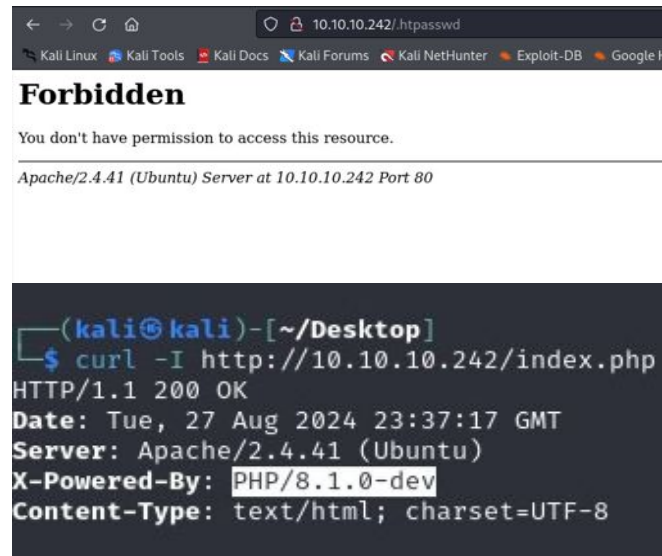 10.10.10.242/.htpasswd
Kali Linux Kali Tools Kali Docs Kali Forums Kali NetHunter Exploit-DB Google
Forbidden
You don't have permission to access this resource.
Apache/2.4.41 (Ubuntu) Server at 10.10.10.242 Port 80
(kali㉿kali)-[~/Desktop]
$ curl -I http://10.10.10.242/index.php
HTTP/1.1 200 OK
Date: Tue, 27 Aug 2024 23:37:17 GMT
Server: Apache/2.4.41 (Ubuntu)
X-Powered-By: PHP/8.1.0-dev
Content-Type: text/html; charset=UTF-8